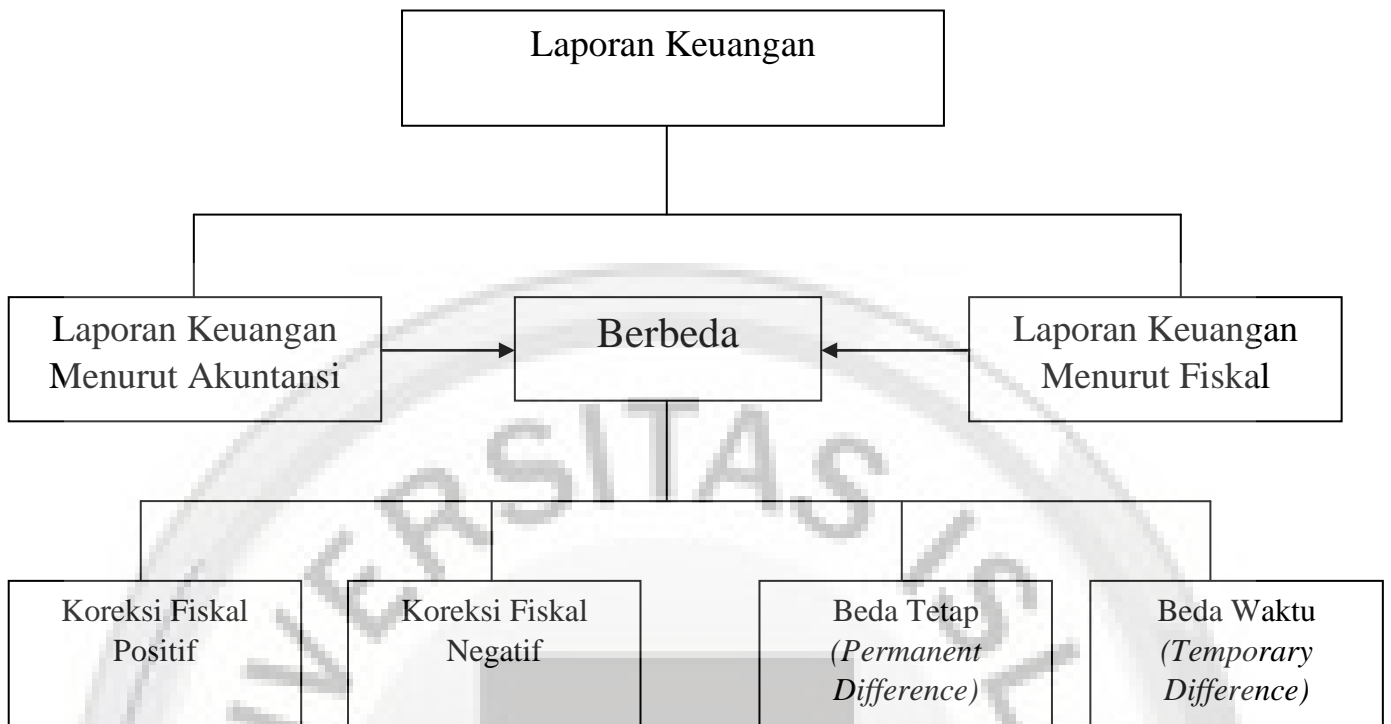 Laporan Keuangan
Laporan Keuangan
Menurut Akuntansi
Berbeda
Laporan Keuangan
Menurut Fiskal
Koreksi Fiskal
Positif
Koreksi Fiskal
Negatif
Beda Tetap
(Permanent
Difference)
Beda Waktu
(Temporary
Difference)